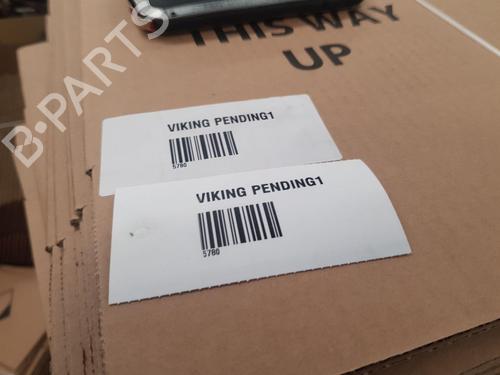 THIS WAY
UP
VIKING PENDING1
5780
VIKING PENDING1
5780
B-PARTS